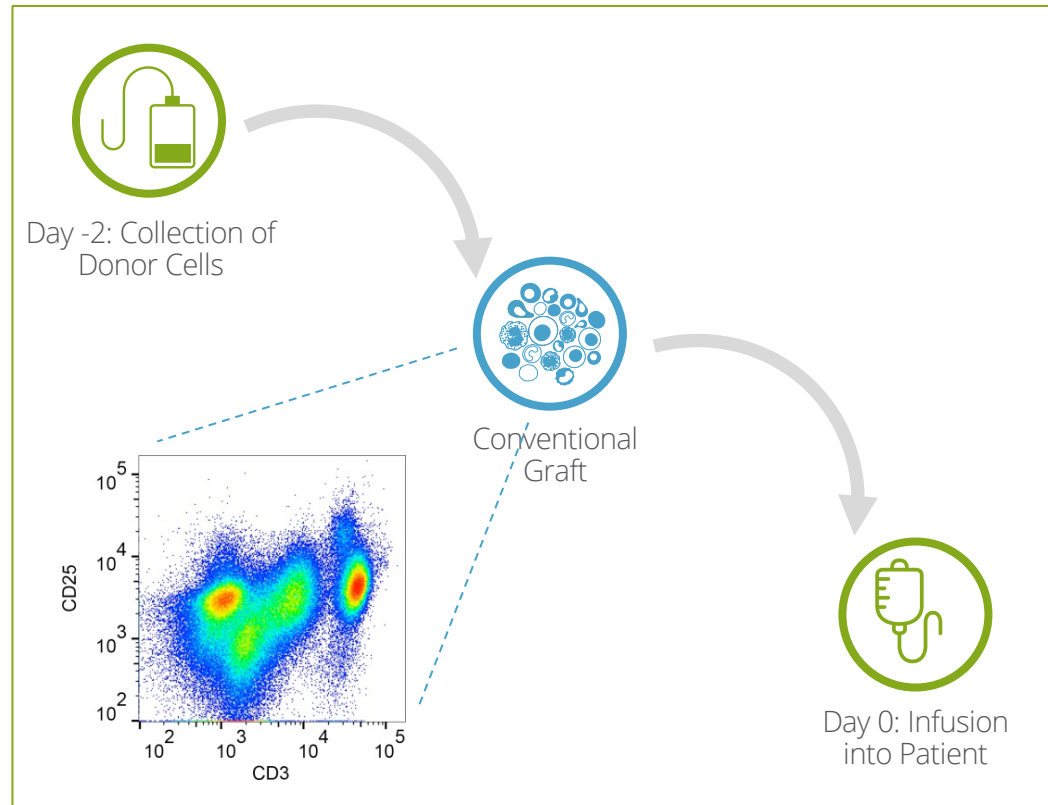 Day -2: Collection of
Donor Cells
Conventional
Graft
CD25
10^5
10^4
10^3
10^2
10^2
10^3
10^4
10^5
CD3
Day 0: Infusion
into Patient